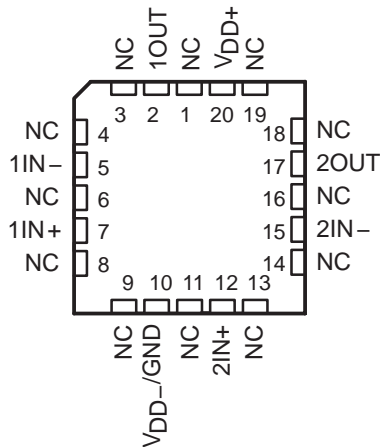 NC 1OUT NC VDD+ NC
3 2 1 20 19
NC 4
1IN− 5
NC 6
1IN+ 7
NC 8
18 NC
17 2OUT
16 NC
15 2IN−
14 NC
9 10 11 12 13
NC VDD−/GND NC 2IN+ NC